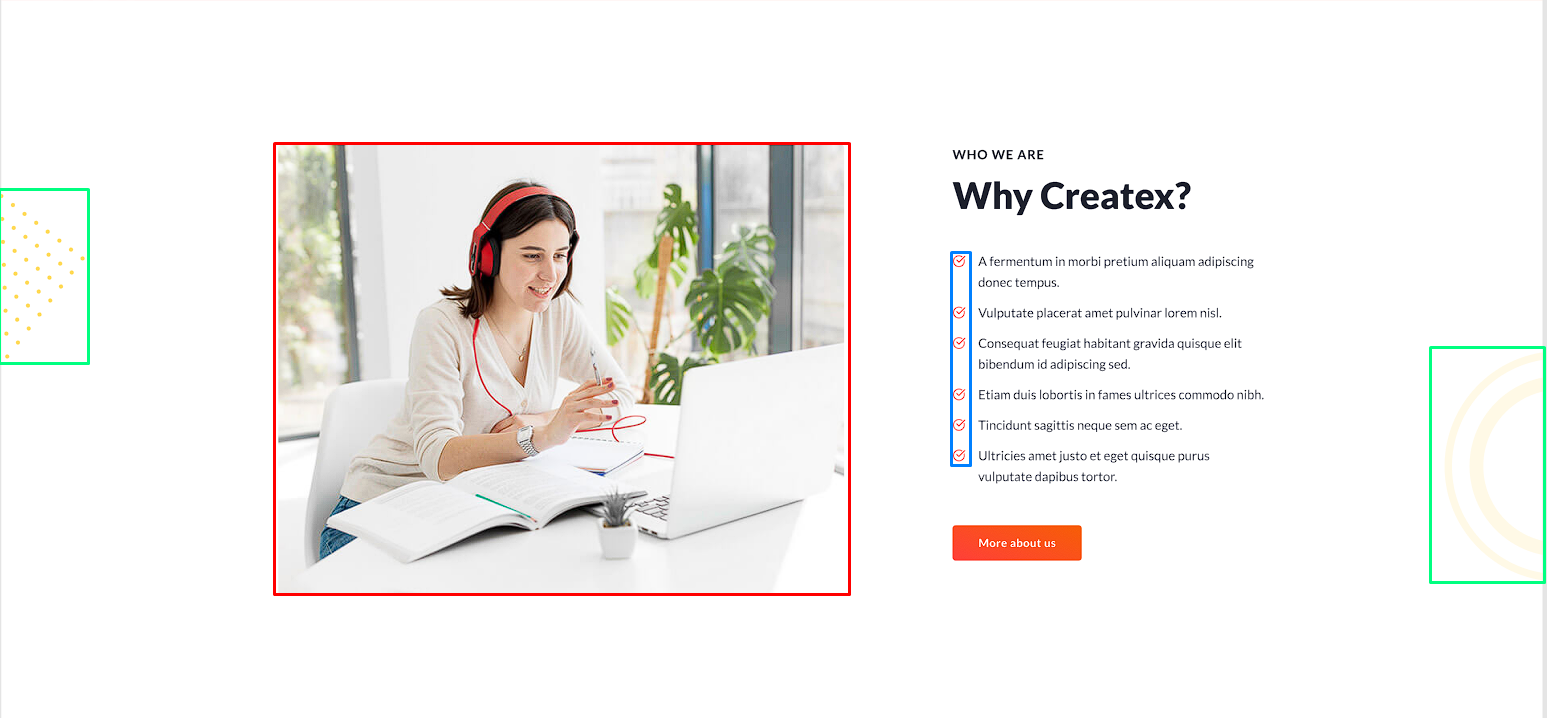 WHO WE ARE
Why Createx?
A fermentum in morbi pretium aliquam adipiscing
donec tempus.
Vulputate placerat amet pulvinar lorem nisl.
Consequat feugiat habitant gravida quisque elit
bibendum id adipiscing sed.
Etiam duis lobortis in fames ultrices commodo nibh.
Tincidunt sagittis neque sem ac eget.
Ultricies amet justo et eget quisque purus
vulputate dapibus tortor.
More about us